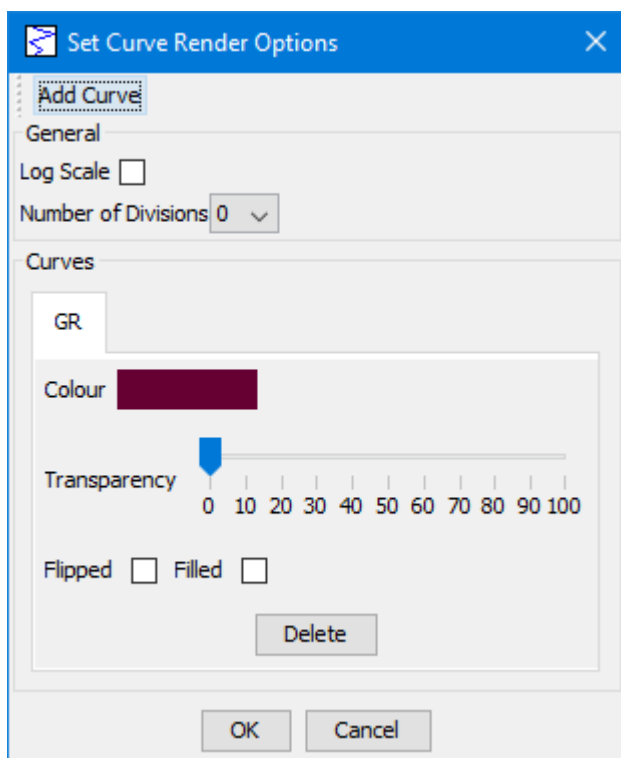 Set Curve Render Options
Add Curve
General
Log Scale
Number of Divisions 0
Curves
GR
Colour
Transparency
0 10 20 30 40 50 60 70 80 90 100
Flipped Filled
Delete
OK Cancel